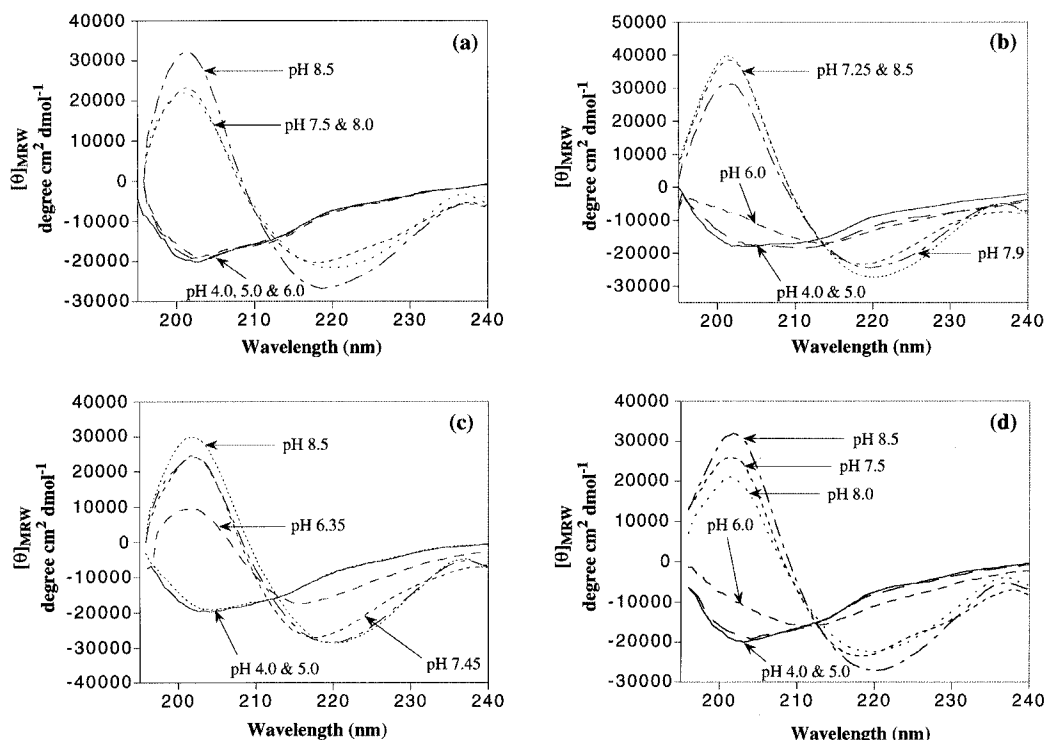 (a)
40000
30000
20000
10000
0
-10000
-20000
-30000
[θ]MRW
degree cm² dmol⁻¹
pH 8.5
pH 7.5 & 8.0
pH 4.0, 5.0 & 6.0
200 210 220 230 240
Wavelength (nm)
(b)
50000
40000
30000
20000
10000
0
-10000
-20000
-30000
[θ]MRW
degree cm² dmol⁻¹
pH 7.25 & 8.5
pH 6.0
pH 7.9
pH 4.0 & 5.0
200 210 220 230 240
Wavelength (nm)
(c)
40000
30000
20000
10000
0
-10000
-20000
-30000
-40000
[θ]MRW
degree cm² dmol⁻¹
pH 8.5
pH 6.35
pH 7.45
pH 4.0 & 5.0
200 210 220 230 240
Wavelength (nm)
(d)
40000
30000
20000
10000
0
-10000
-20000
-30000
[θ]MRW
degree cm² dmol⁻¹
pH 8.5
pH 7.5
pH 8.0
pH 6.0
pH 4.0 & 5.0
200 210 220 230 240
Wavelength (nm)